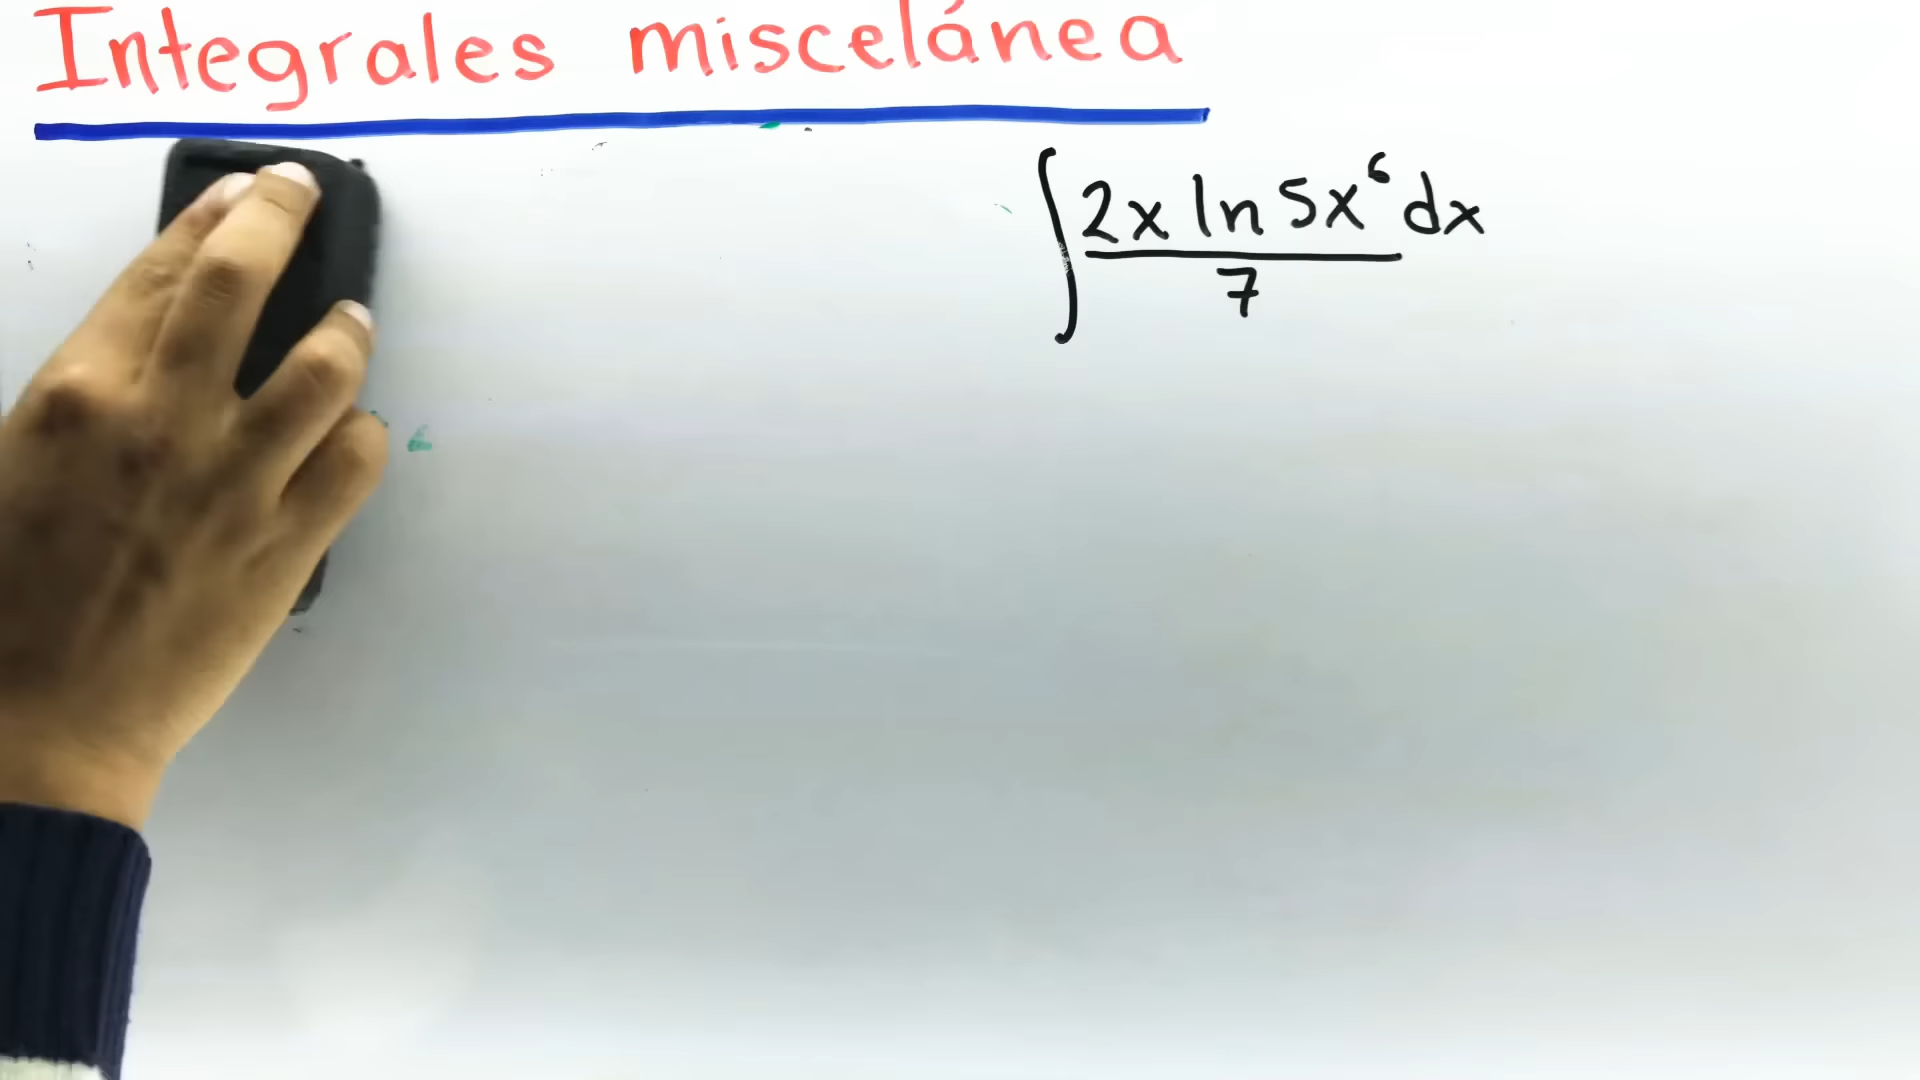 Integrales miscelánea
∫ 2x ln 5x⁶ dx
7